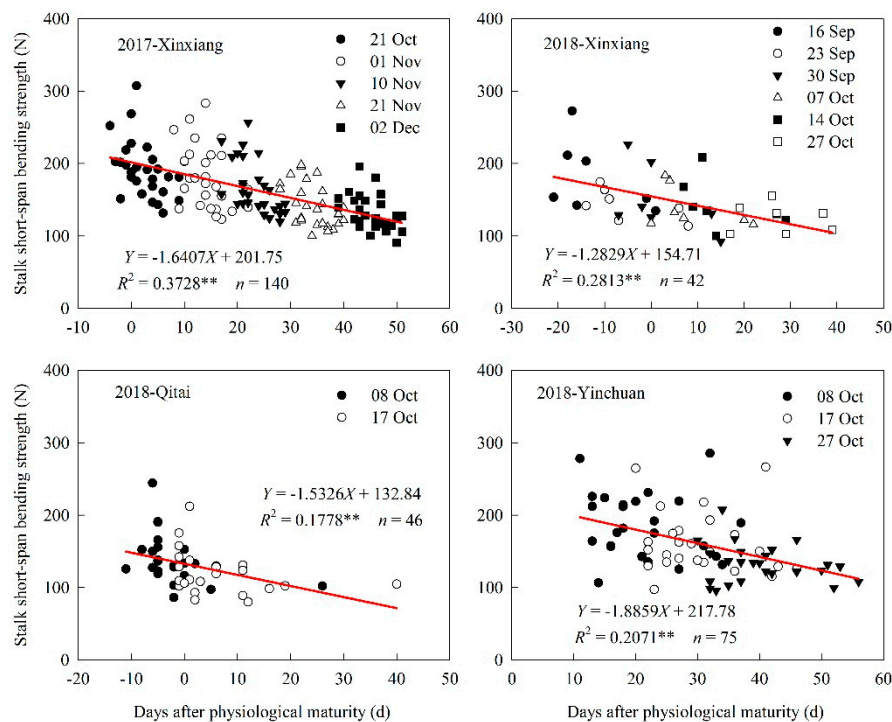 2017-Xinxiang
21 Oct
01 Nov
10 Nov
21 Nov
02 Dec
Y = -1.6407X + 201.75
R² = 0.3728** n = 140
400
300
200
100
0
-10 0 10 20 30 40 50 60
Stalk short-span bending strength (N)
2018-Xinxiang
16 Sep
23 Sep
30 Sep
07 Oct
14 Oct
27 Oct
Y = -1.2829X + 154.71
R² = 0.2813** n = 42
400
300
200
100
0
-30 -20 -10 0 10 20 30 40 50
2018-Qitai
08 Oct
17 Oct
Y = -1.5326X + 132.84
R² = 0.1778** n = 46
400
300
200
100
0
-20 -10 0 10 20 30 40 50
Stalk short-span bending strength (N)
Days after physiological maturity (d)
2018-Yinchuan
08 Oct
17 Oct
27 Oct
Y = -1.8859X + 217.78
R² = 0.2071** n = 75
400
300
200
100
0
0 10 20 30 40 50 60
Days after physiological maturity (d)